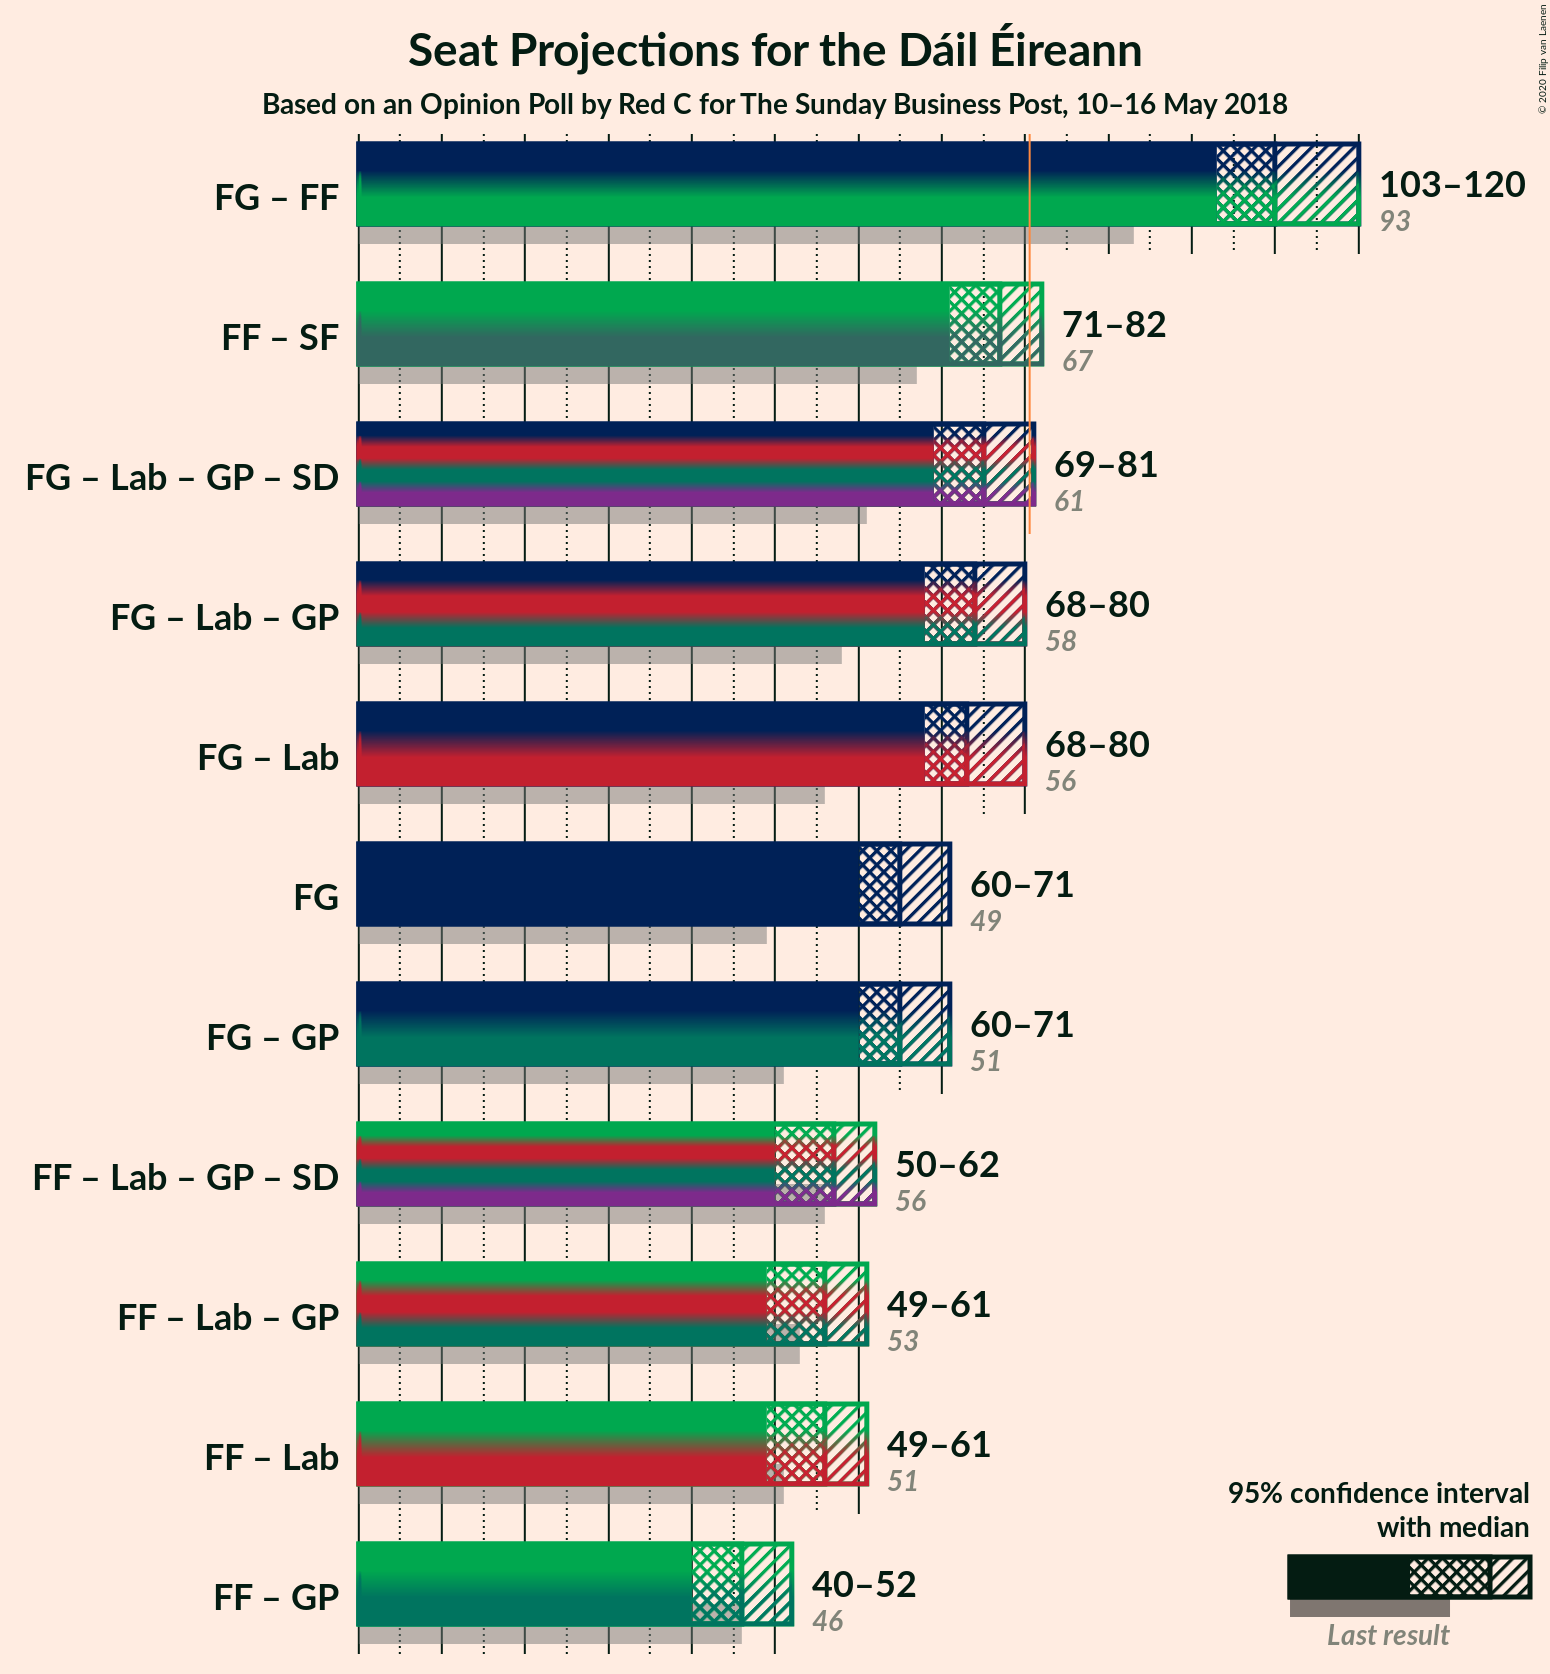 Seat Projections for the Dáil Éireann
Based on an Opinion Poll by Red C for The Sunday Business Post, 10–16 May 2018
© 2020 Filip van Laenen
FG – FF
103–120
93
FF – SF
71–82
67
FG – Lab – GP – SD
69–81
61
FG – Lab – GP
68–80
58
FG – Lab
68–80
56
FG
60–71
49
FG – GP
60–71
51
FF – Lab – GP – SD
50–62
56
FF – Lab – GP
49–61
53
FF – Lab
49–61
51
FF – GP
40–52
46
95% confidence interval
with median
Last result